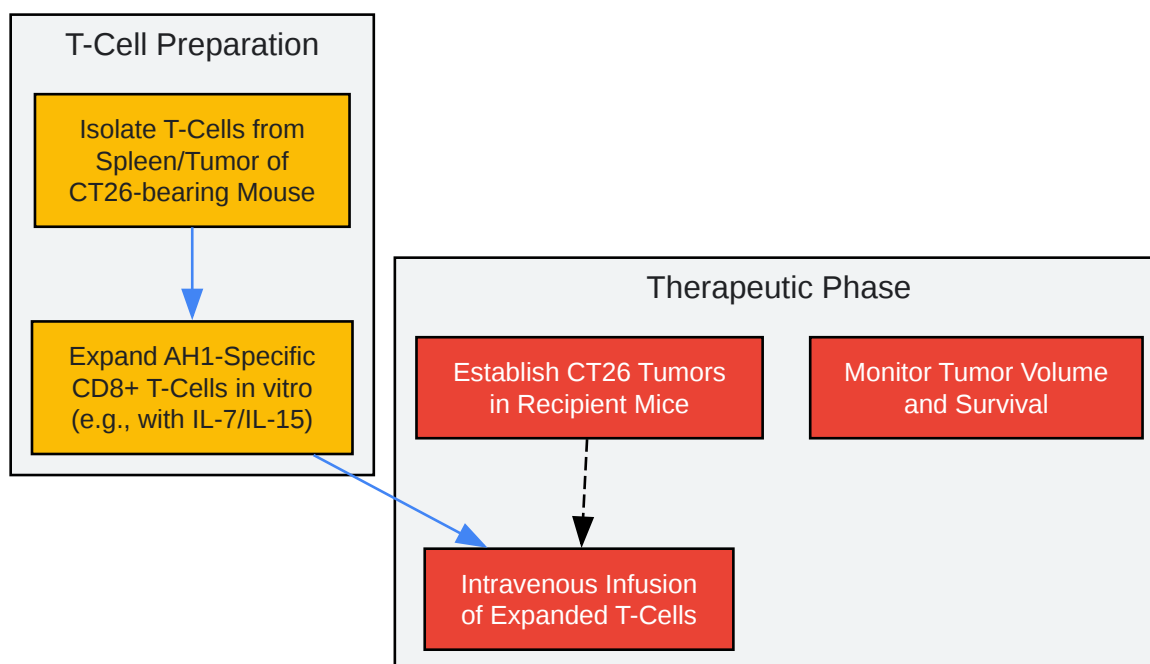 T-Cell Preparation
Isolate T-Cells from
Spleen/Tumor of
CT26-bearing Mouse
Expand AH1-Specific
CD8+ T-Cells in vitro
(e.g., with IL-7/IL-15)
Therapeutic Phase
Establish CT26 Tumors
in Recipient Mice
Monitor Tumor Volume
and Survival
Intravenous Infusion
of Expanded T-Cells